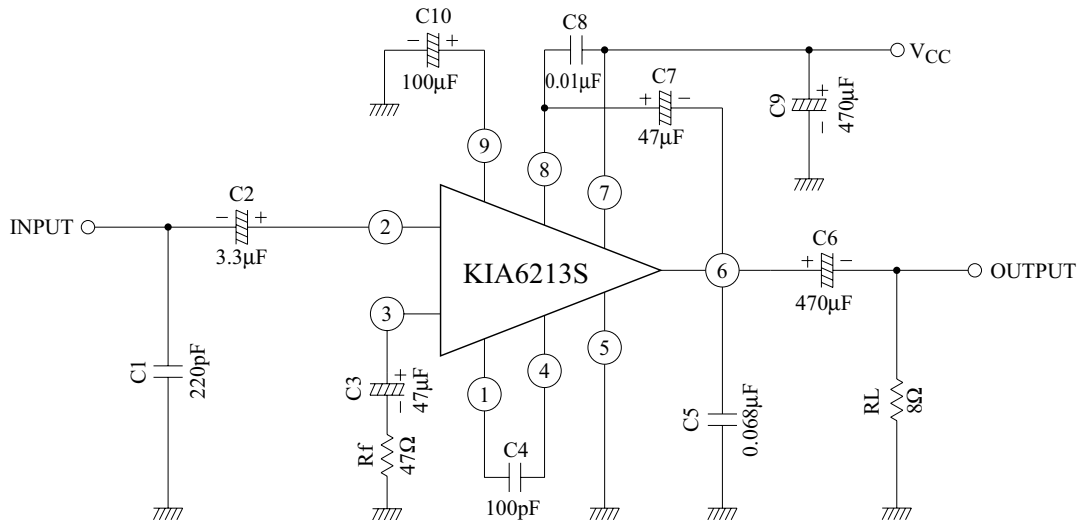 C10
− +
100μF
C8
0.01μF
VCC
C7
+ −
47μF
C9
+
−
470μF
9
8
7
INPUT
C2
− +
3.3μF
2
KIA6213S
6
C6
+ −
470μF
OUTPUT
3
C1
220pF
C3
+
−
47μF
Rf
47Ω
1
4
5
C4
100pF
C5
0.068μF
RL
8Ω